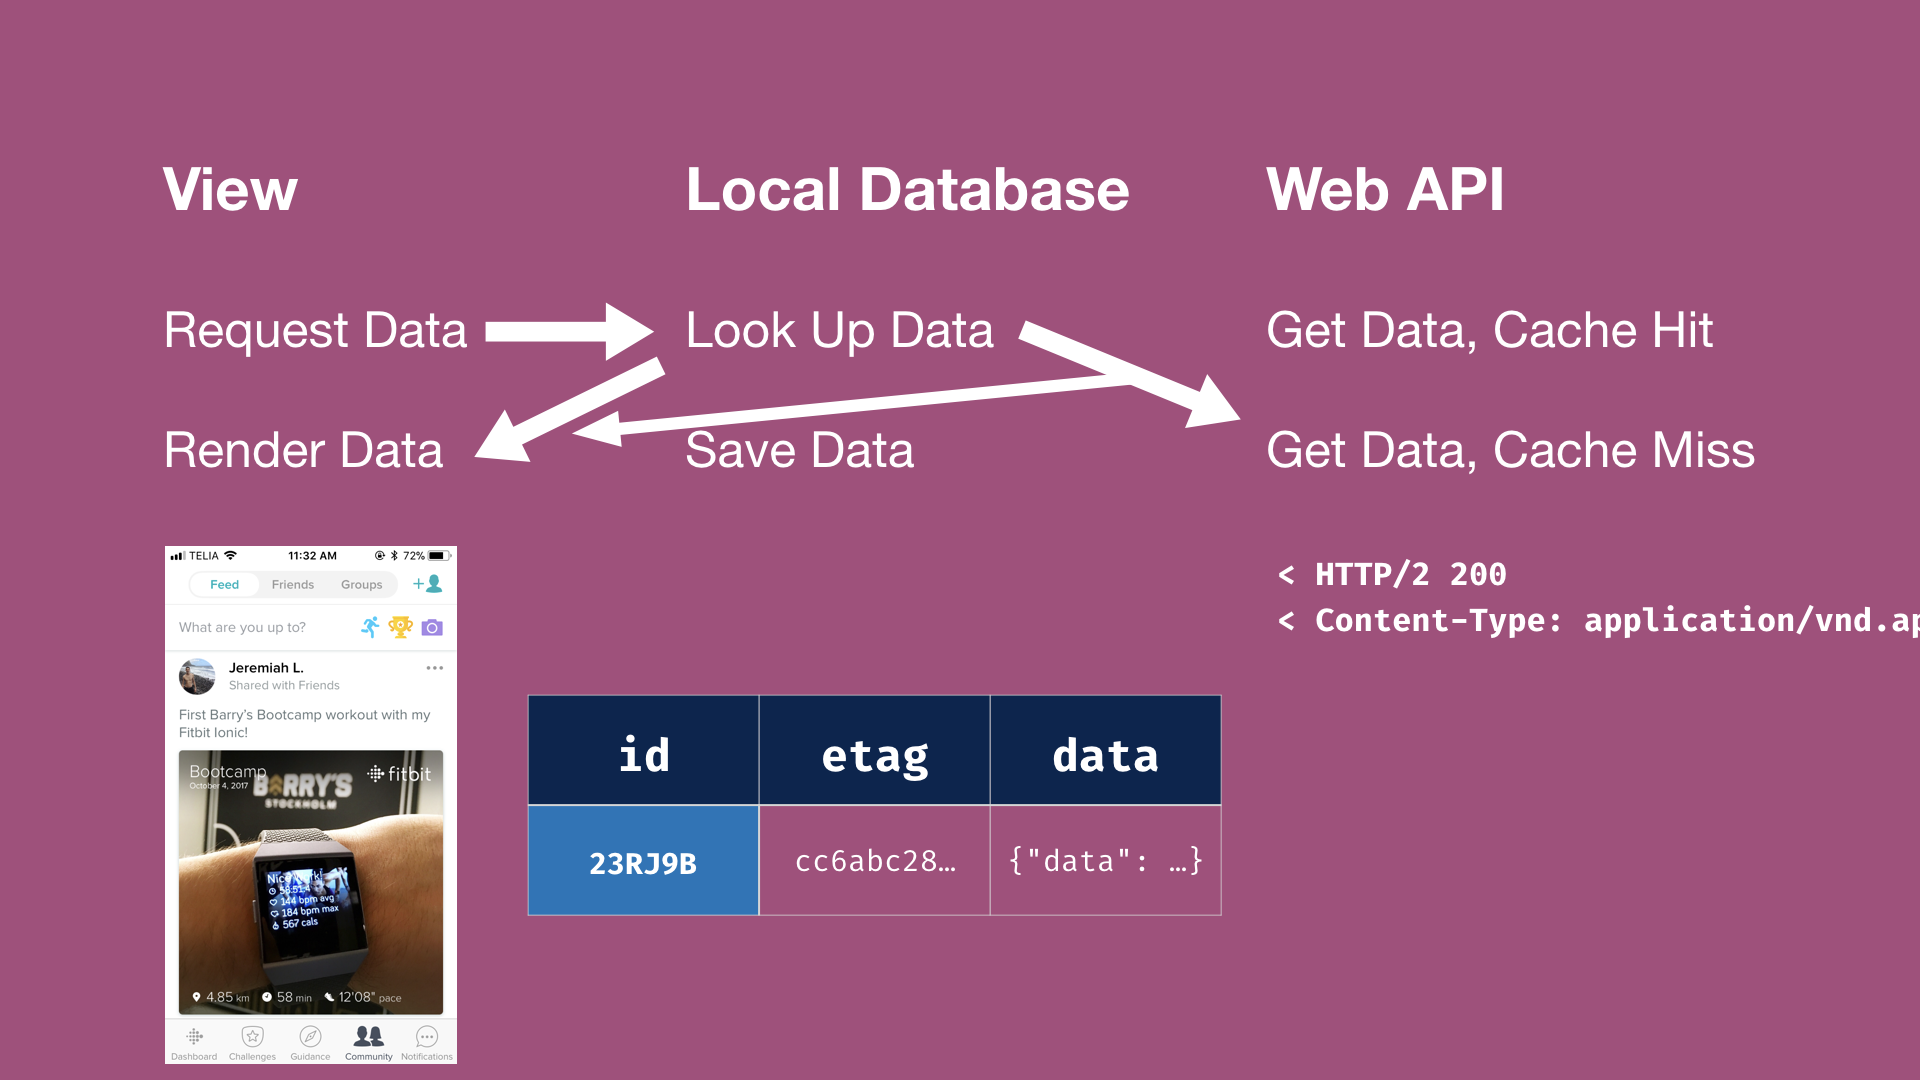 View
Local Database
Web API
Request Data
Look Up Data
Get Data, Cache Hit
Render Data
Save Data
Get Data, Cache Miss
TELIA
11:32 AM
72%
Feed
Friends
Groups
What are you up to?
Jeremiah L.
Shared with Friends
First Barry's Bootcamp workout with my
Fitbit Ionic!
Bootcamp
October 4, 2017
fitbit
BARRY'S
STOCKHOLM
58:51.4
144 bpm avg
184 bpm max
567 cals
4.85 km
58 min
12'08" pace
Dashboard
Challenges
Guidance
Community
Notifications
< HTTP/2 200
< Content-Type: application/vnd.ap
id
etag
data
23RJ9B
cc6abc28…
{"data": …}